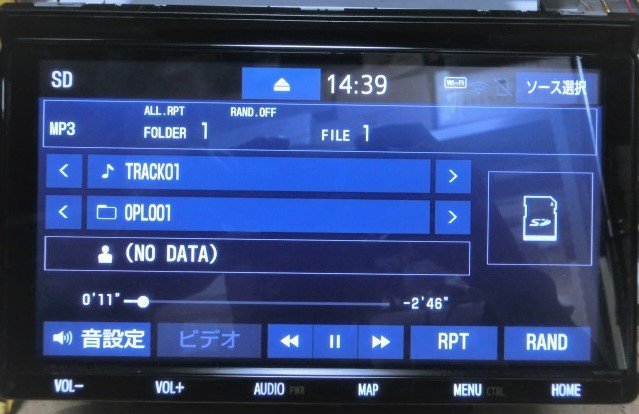 SD 14:39 Wi-Fi ソース選択
ALL.RPT RAND.OFF
MP3 FOLDER 1 FILE 1
< TRACK01 >
< OPL001 >
SD
(NO DATA)
0'11" -2'46"
音設定 ビデオ RPT RAND
VOL- VOL+ AUDIO PWR MAP MENU CTRL HOME